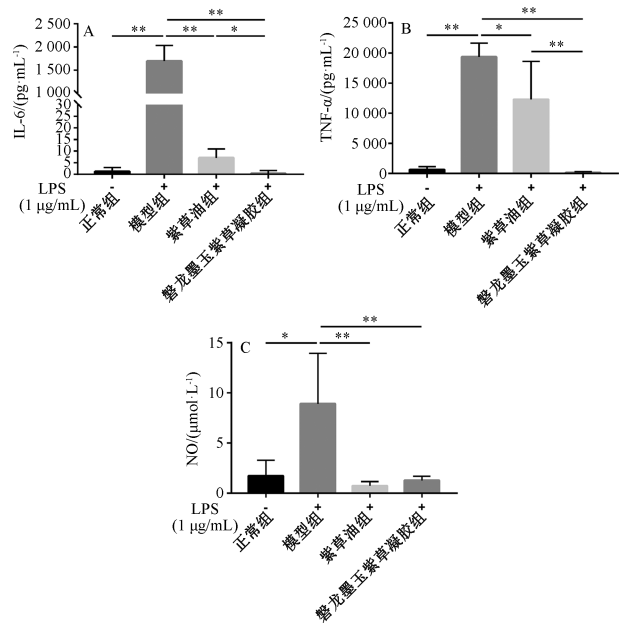 A
IL-6/(pg·mL⁻¹)
2 500
2 000
1 500
1 000
25
20
15
10
5
0
**
** ** *
LPS - + + +
(1 μg/mL)
正常组
模型组
紫草油组
磐龙墨玉紫草凝胶组
B
TNF-α/(pg·mL⁻¹)
25 000
20 000
15 000
10 000
5 000
0
**
** *
**
LPS - + + +
(1 μg/mL)
正常组
模型组
紫草油组
磐龙墨玉紫草凝胶组
C
NO/(μmol·L⁻¹)
15
10
5
0
**
* **
LPS - + + +
(1 μg/mL)
正常组
模型组
紫草油组
磐龙墨玉紫草凝胶组